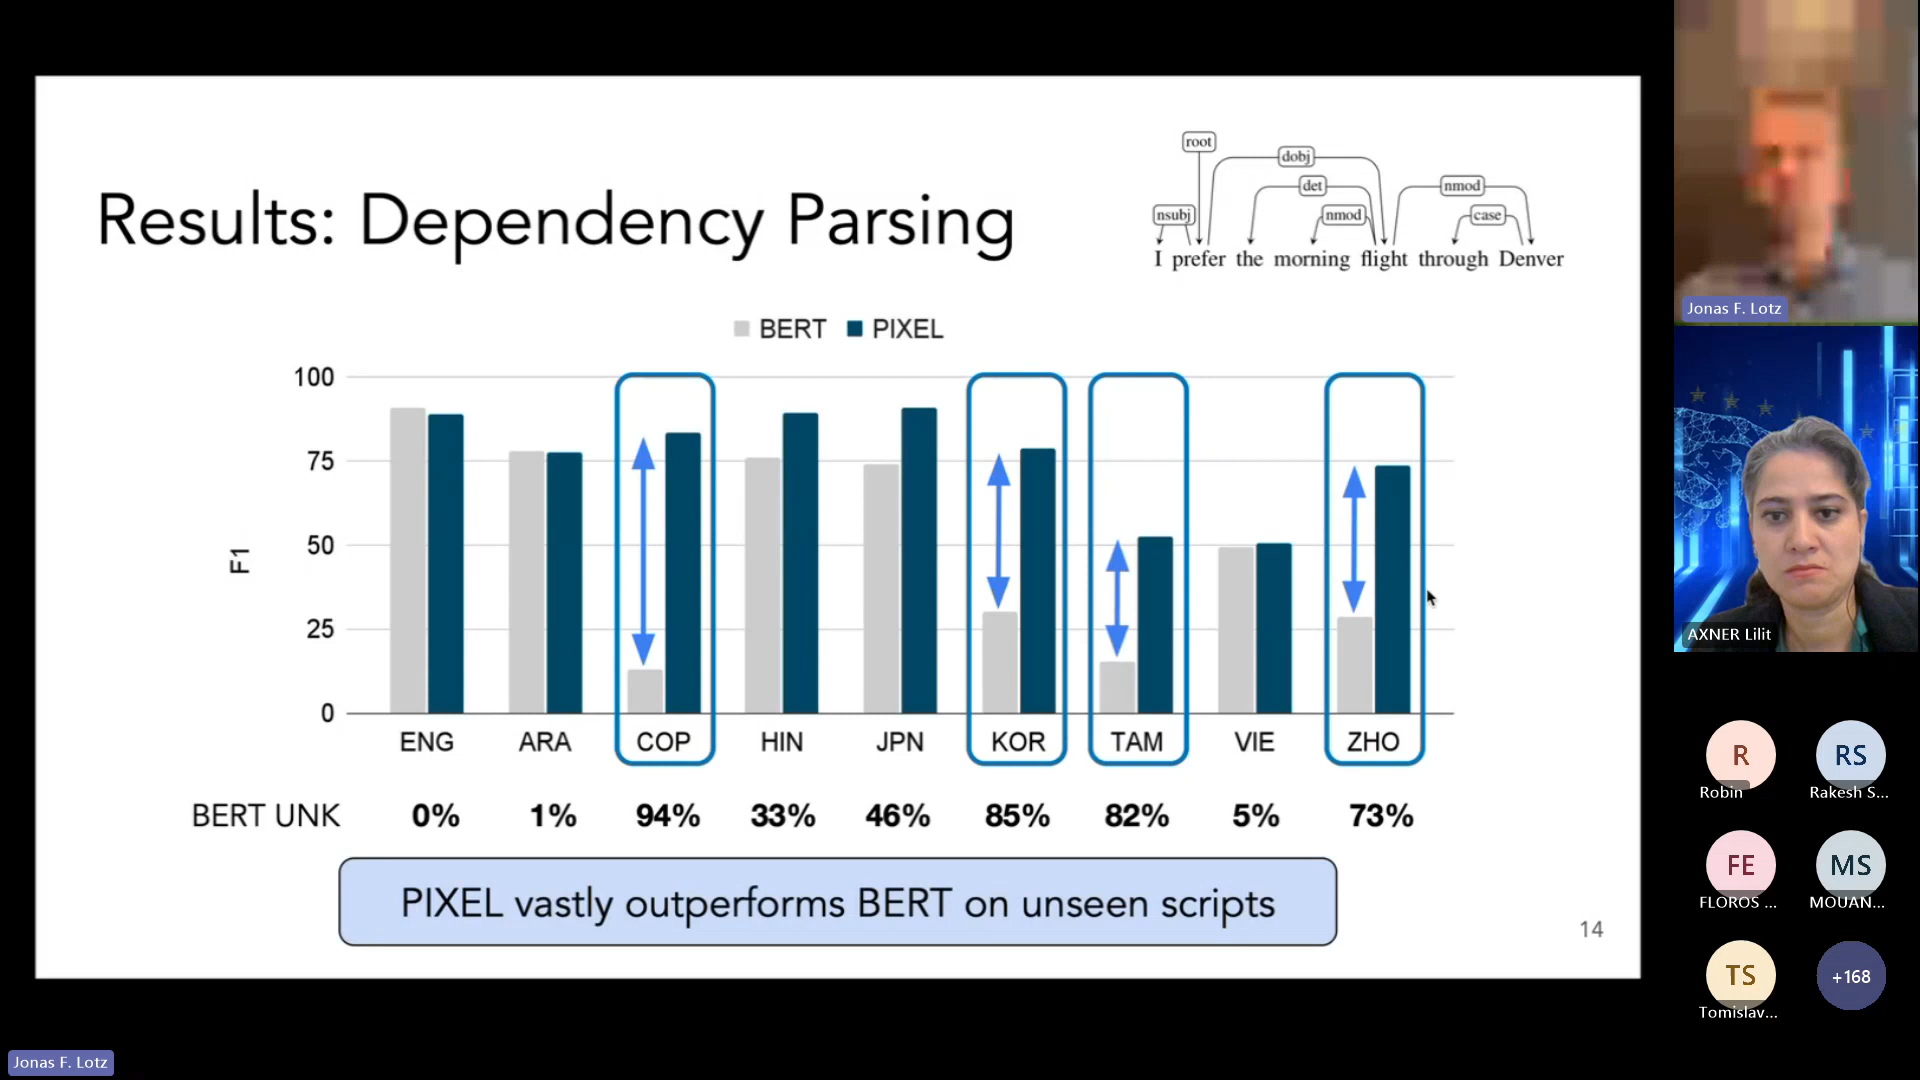 Results: Dependency Parsing
root
dobj
det
nmod
nsubj
nmod
case
I prefer the morning flight through Denver
BERT PIXEL
100
75
50
25
0
F1
ENG ARA COP HIN JPN KOR TAM VIE ZHO
BERT UNK 0% 1% 94% 33% 46% 85% 82% 5% 73%
PIXEL vastly outperforms BERT on unseen scripts
14
Jonas F. Lotz
Jonas F. Lotz
AXNER Lilit
R RS
Robin Rakesh S...
FE MS
FLOROS ... MOUAN...
TS +168
Tomislav...